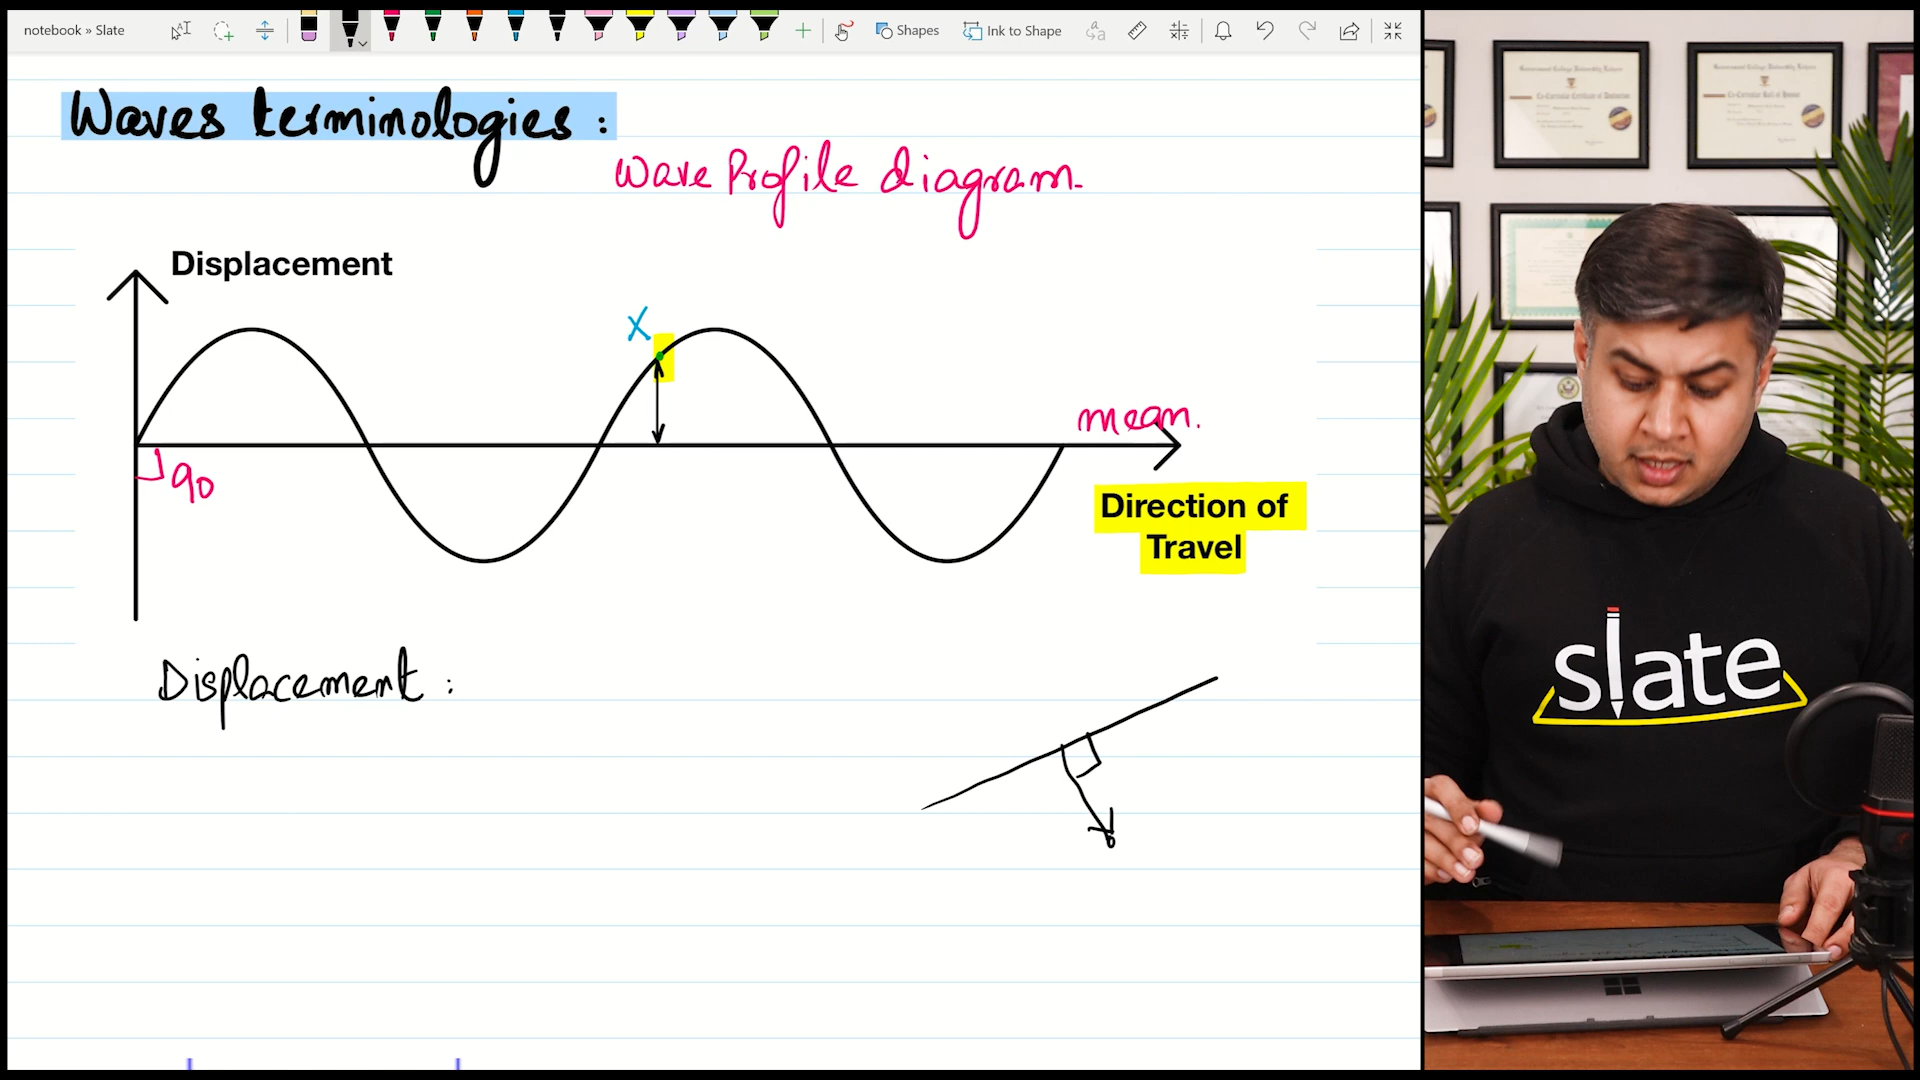 notebook » Slate
Shapes
Ink to Shape
Waves terminologies :
Wave Profile diagram.
Displacement
X
mean.
90
Direction of
Travel
Displacement :
slate